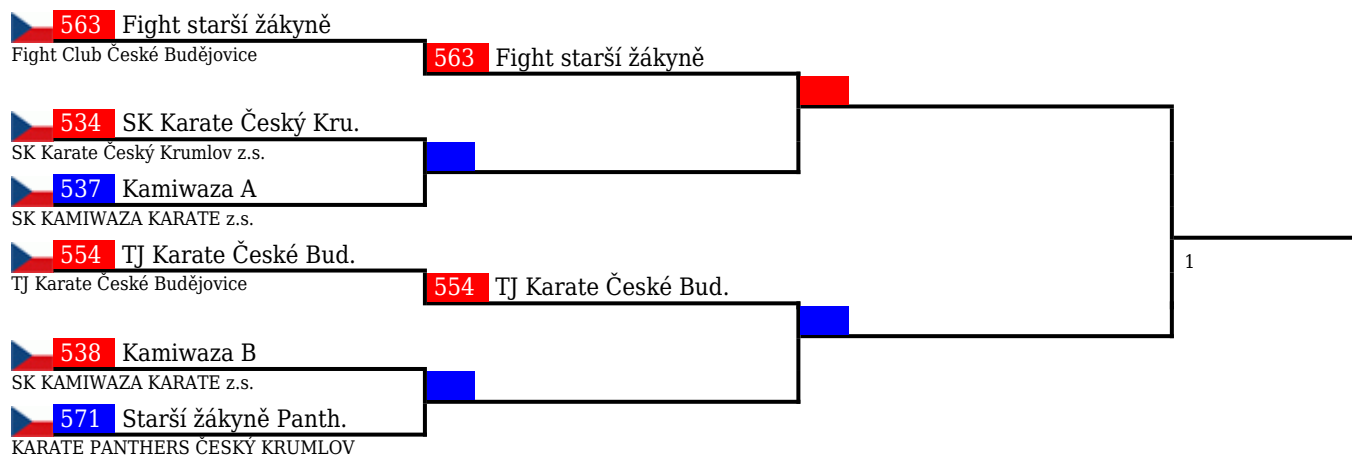 563 Fight starší žákyně
Fight Club České Budějovice
563 Fight starší žákyně
534 SK Karate Český Kru.
SK Karate Český Krumlov z.s.
537 Kamiwaza A
SK KAMIWAZA KARATE z.s.
554 TJ Karate České Bud.
TJ Karate České Budějovice
554 TJ Karate České Bud.
1
538 Kamiwaza B
SK KAMIWAZA KARATE z.s.
571 Starší žákyně Panth.
KARATE PANTHERS ČESKÝ KRUMLOV